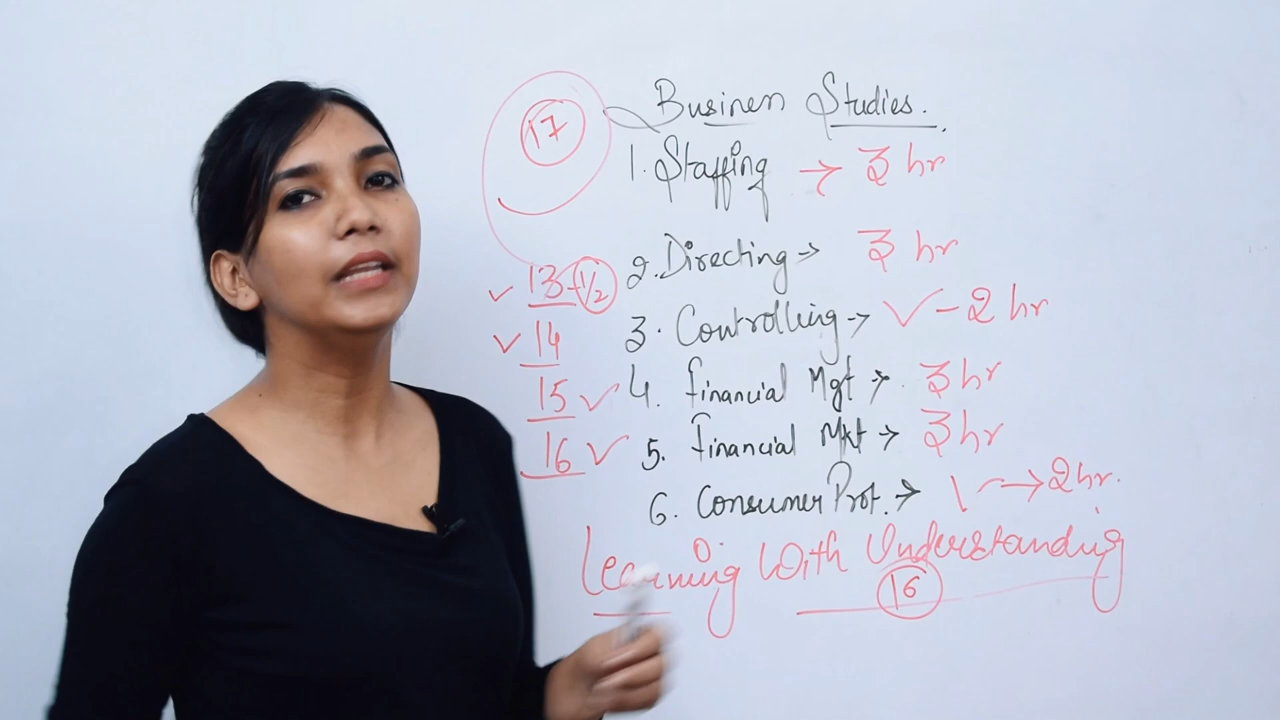 17
Business Studies.
1. Staffing → 3 hr
2. Directing → 3 hr
3. Controlling → ✓ - 2 hr
4. Financial Mgt → 3 hr
5. Financial Mkt → 3 hr
6. Consumer Prot. → ✓ → 2 hr.
✓ 13 - 1/2
✓ 14
15 ✓
16 ✓
Learning With Understanding
16